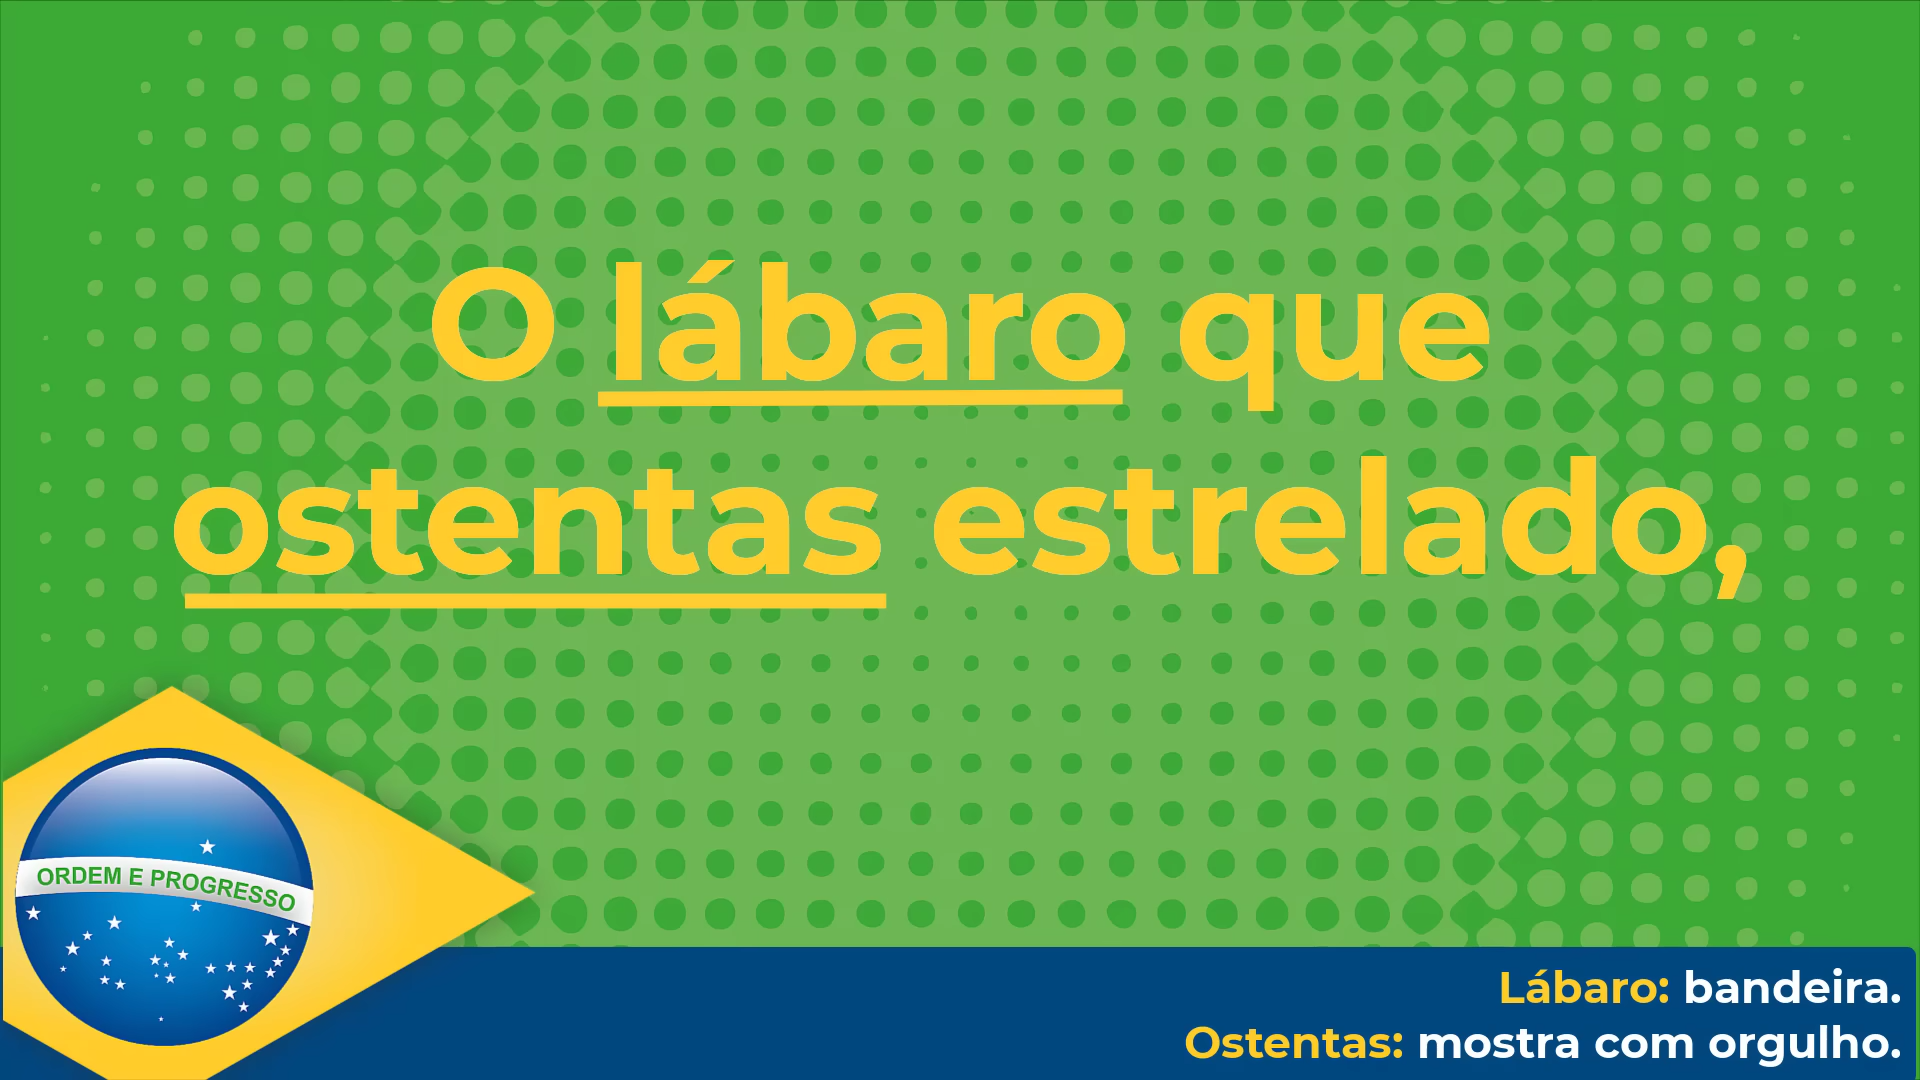 O lábaro que
ostentas estrelado,
ORDEM E PROGRESSO
Lábaro: bandeira.
Ostentas: mostra com orgulho.